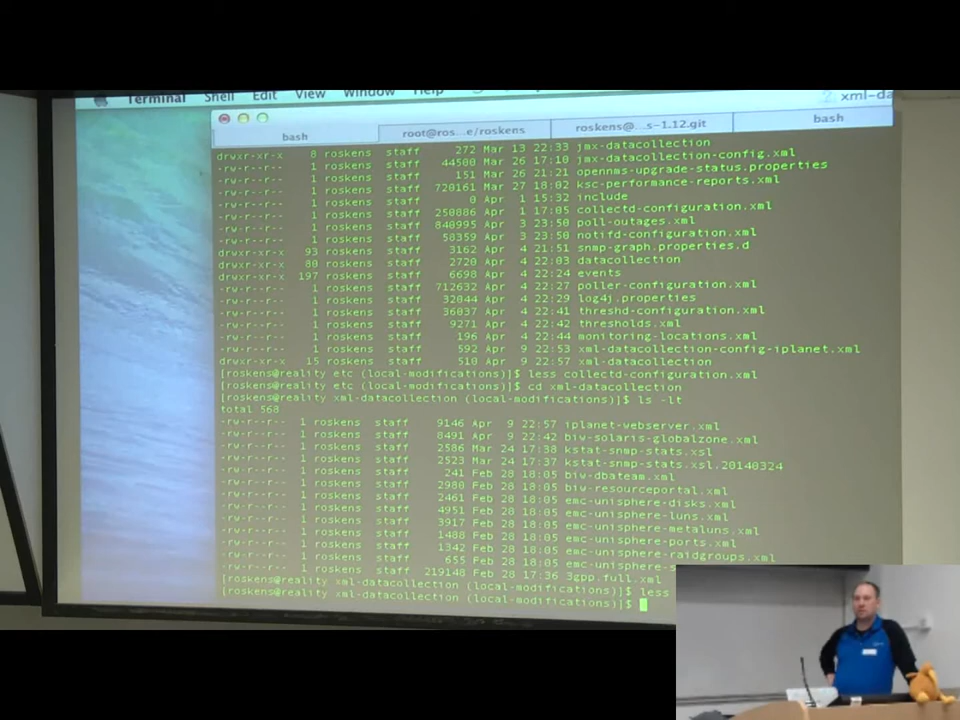 Terminal Shell Edit View Window Help xml-da
bash root@ros...e/roskens roskens@...s-1.12.git bash
drwxr-xr-x 8 roskens staff 272 Mar 13 22:33 jmx-datacollection
-rw-r--r-- 1 roskens staff 44500 Mar 26 17:10 jmx-datacollection-config.xml
-rw-r--r-- 1 roskens staff 151 Mar 26 21:21 opennms-upgrade-status.properties
-rw-r--r-- 1 roskens staff 720161 Mar 27 18:02 ksc-performance-reports.xml
-rw-r--r-- 1 roskens staff 0 Apr 1 15:32 include
-rw-r--r-- 1 roskens staff 250886 Apr 1 17:05 collectd-configuration.xml
-rw-r--r-- 1 roskens staff 840995 Apr 3 23:50 poll-outages.xml
-rw-r--r-- 1 roskens staff 58359 Apr 3 23:50 notifd-configuration.xml
drwxr-xr-x 93 roskens staff 3162 Apr 4 21:51 snmp-graph.properties.d
drwxr-xr-x 80 roskens staff 2720 Apr 4 22:03 datacollection
drwxr-xr-x 197 roskens staff 6698 Apr 4 22:24 events
-rw-r--r-- 1 roskens staff 712632 Apr 4 22:27 poller-configuration.xml
-rw-r--r-- 1 roskens staff 32044 Apr 4 22:29 log4j.properties
-rw-r--r-- 1 roskens staff 36037 Apr 4 22:41 threshd-configuration.xml
-rw-r--r-- 1 roskens staff 9271 Apr 4 22:42 thresholds.xml
-rw-r--r-- 1 roskens staff 196 Apr 4 22:44 monitoring-locations.xml
-rw-r--r-- 1 roskens staff 592 Apr 9 22:53 xml-datacollection-config-iplanet.xml
drwxr-xr-x 15 roskens staff 510 Apr 9 22:57 xml-datacollection
[roskens@reality etc (local-modifications)]$ less collectd-configuration.xml
[roskens@reality etc (local-modifications)]$ cd xml-datacollection
[roskens@reality xml-datacollection (local-modifications)]$ ls -lt
total 568
-rw-r--r-- 1 roskens staff 9146 Apr 9 22:57 iplanet-webserver.xml
-rw-r--r-- 1 roskens staff 8491 Apr 9 22:42 biw-solaris-globalzone.xml
-rw-r--r-- 1 roskens staff 2586 Mar 24 17:38 kstat-snmp-stats.xsl
-rw-r--r-- 1 roskens staff 2523 Mar 24 17:37 kstat-snmp-stats.xsl.20140324
-rw-r--r-- 1 roskens staff 241 Feb 28 18:05 biw-dbateam.xml
-rw-r--r-- 1 roskens staff 2980 Feb 28 18:05 biw-resourceportal.xml
-rw-r--r-- 1 roskens staff 2461 Feb 28 18:05 emc-unisphere-disks.xml
-rw-r--r-- 1 roskens staff 4951 Feb 28 18:05 emc-unisphere-luns.xml
-rw-r--r-- 1 roskens staff 3917 Feb 28 18:05 emc-unisphere-metaluns.xml
-rw-r--r-- 1 roskens staff 1488 Feb 28 18:05 emc-unisphere-ports.xml
-rw-r--r-- 1 roskens staff 1342 Feb 28 18:05 emc-unisphere-raidgroups.xml
-rw-r--r-- 1 roskens staff 655 Feb 28 18:05 emc-unisphere-s
-rw-r--r-- 1 roskens staff 219148 Feb 28 17:36 3gpp.full.xml
[roskens@reality xml-datacollection (local-modifications)]$ less
[roskens@reality xml-datacollection (local-modifications)]$